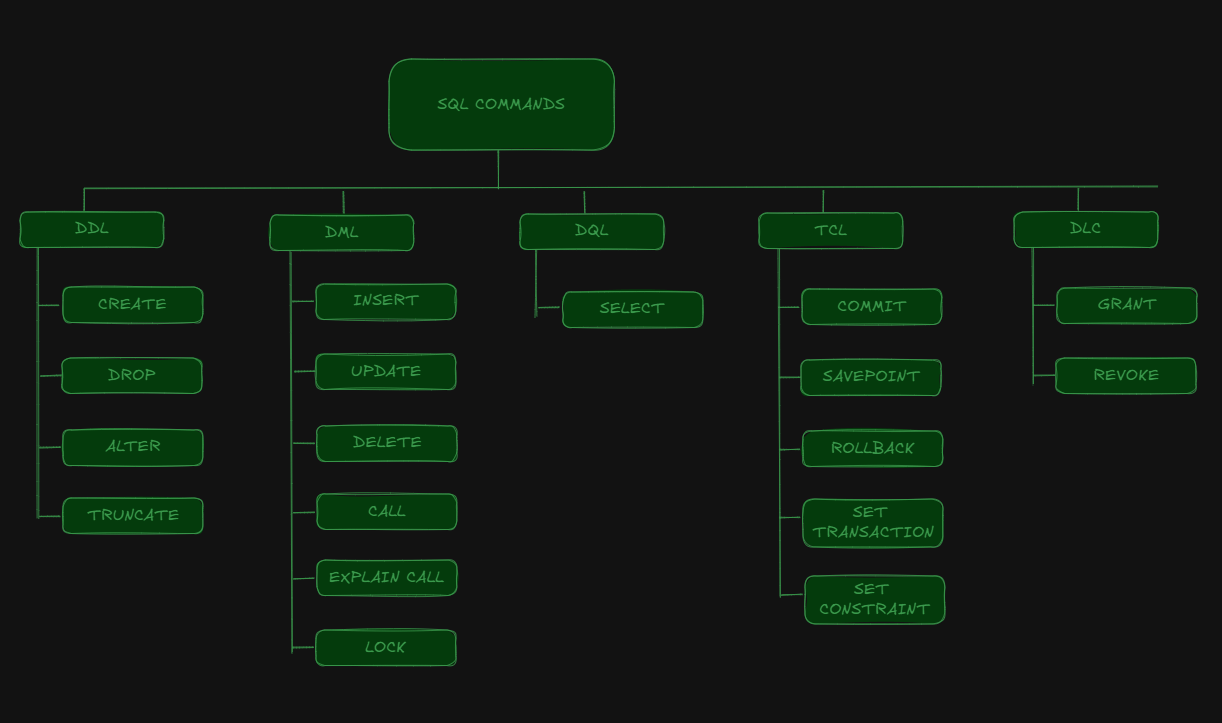 SQL COMMANDS
DDL
CREATE
DROP
ALTER
TRUNCATE
DML
INSERT
UPDATE
DELETE
CALL
EXPLAIN CALL
LOCK
DQL
SELECT
TCL
COMMIT
SAVEPOINT
ROLLBACK
SET
TRANSACTION
SET
CONSTRAINT
DLC
GRANT
REVOKE